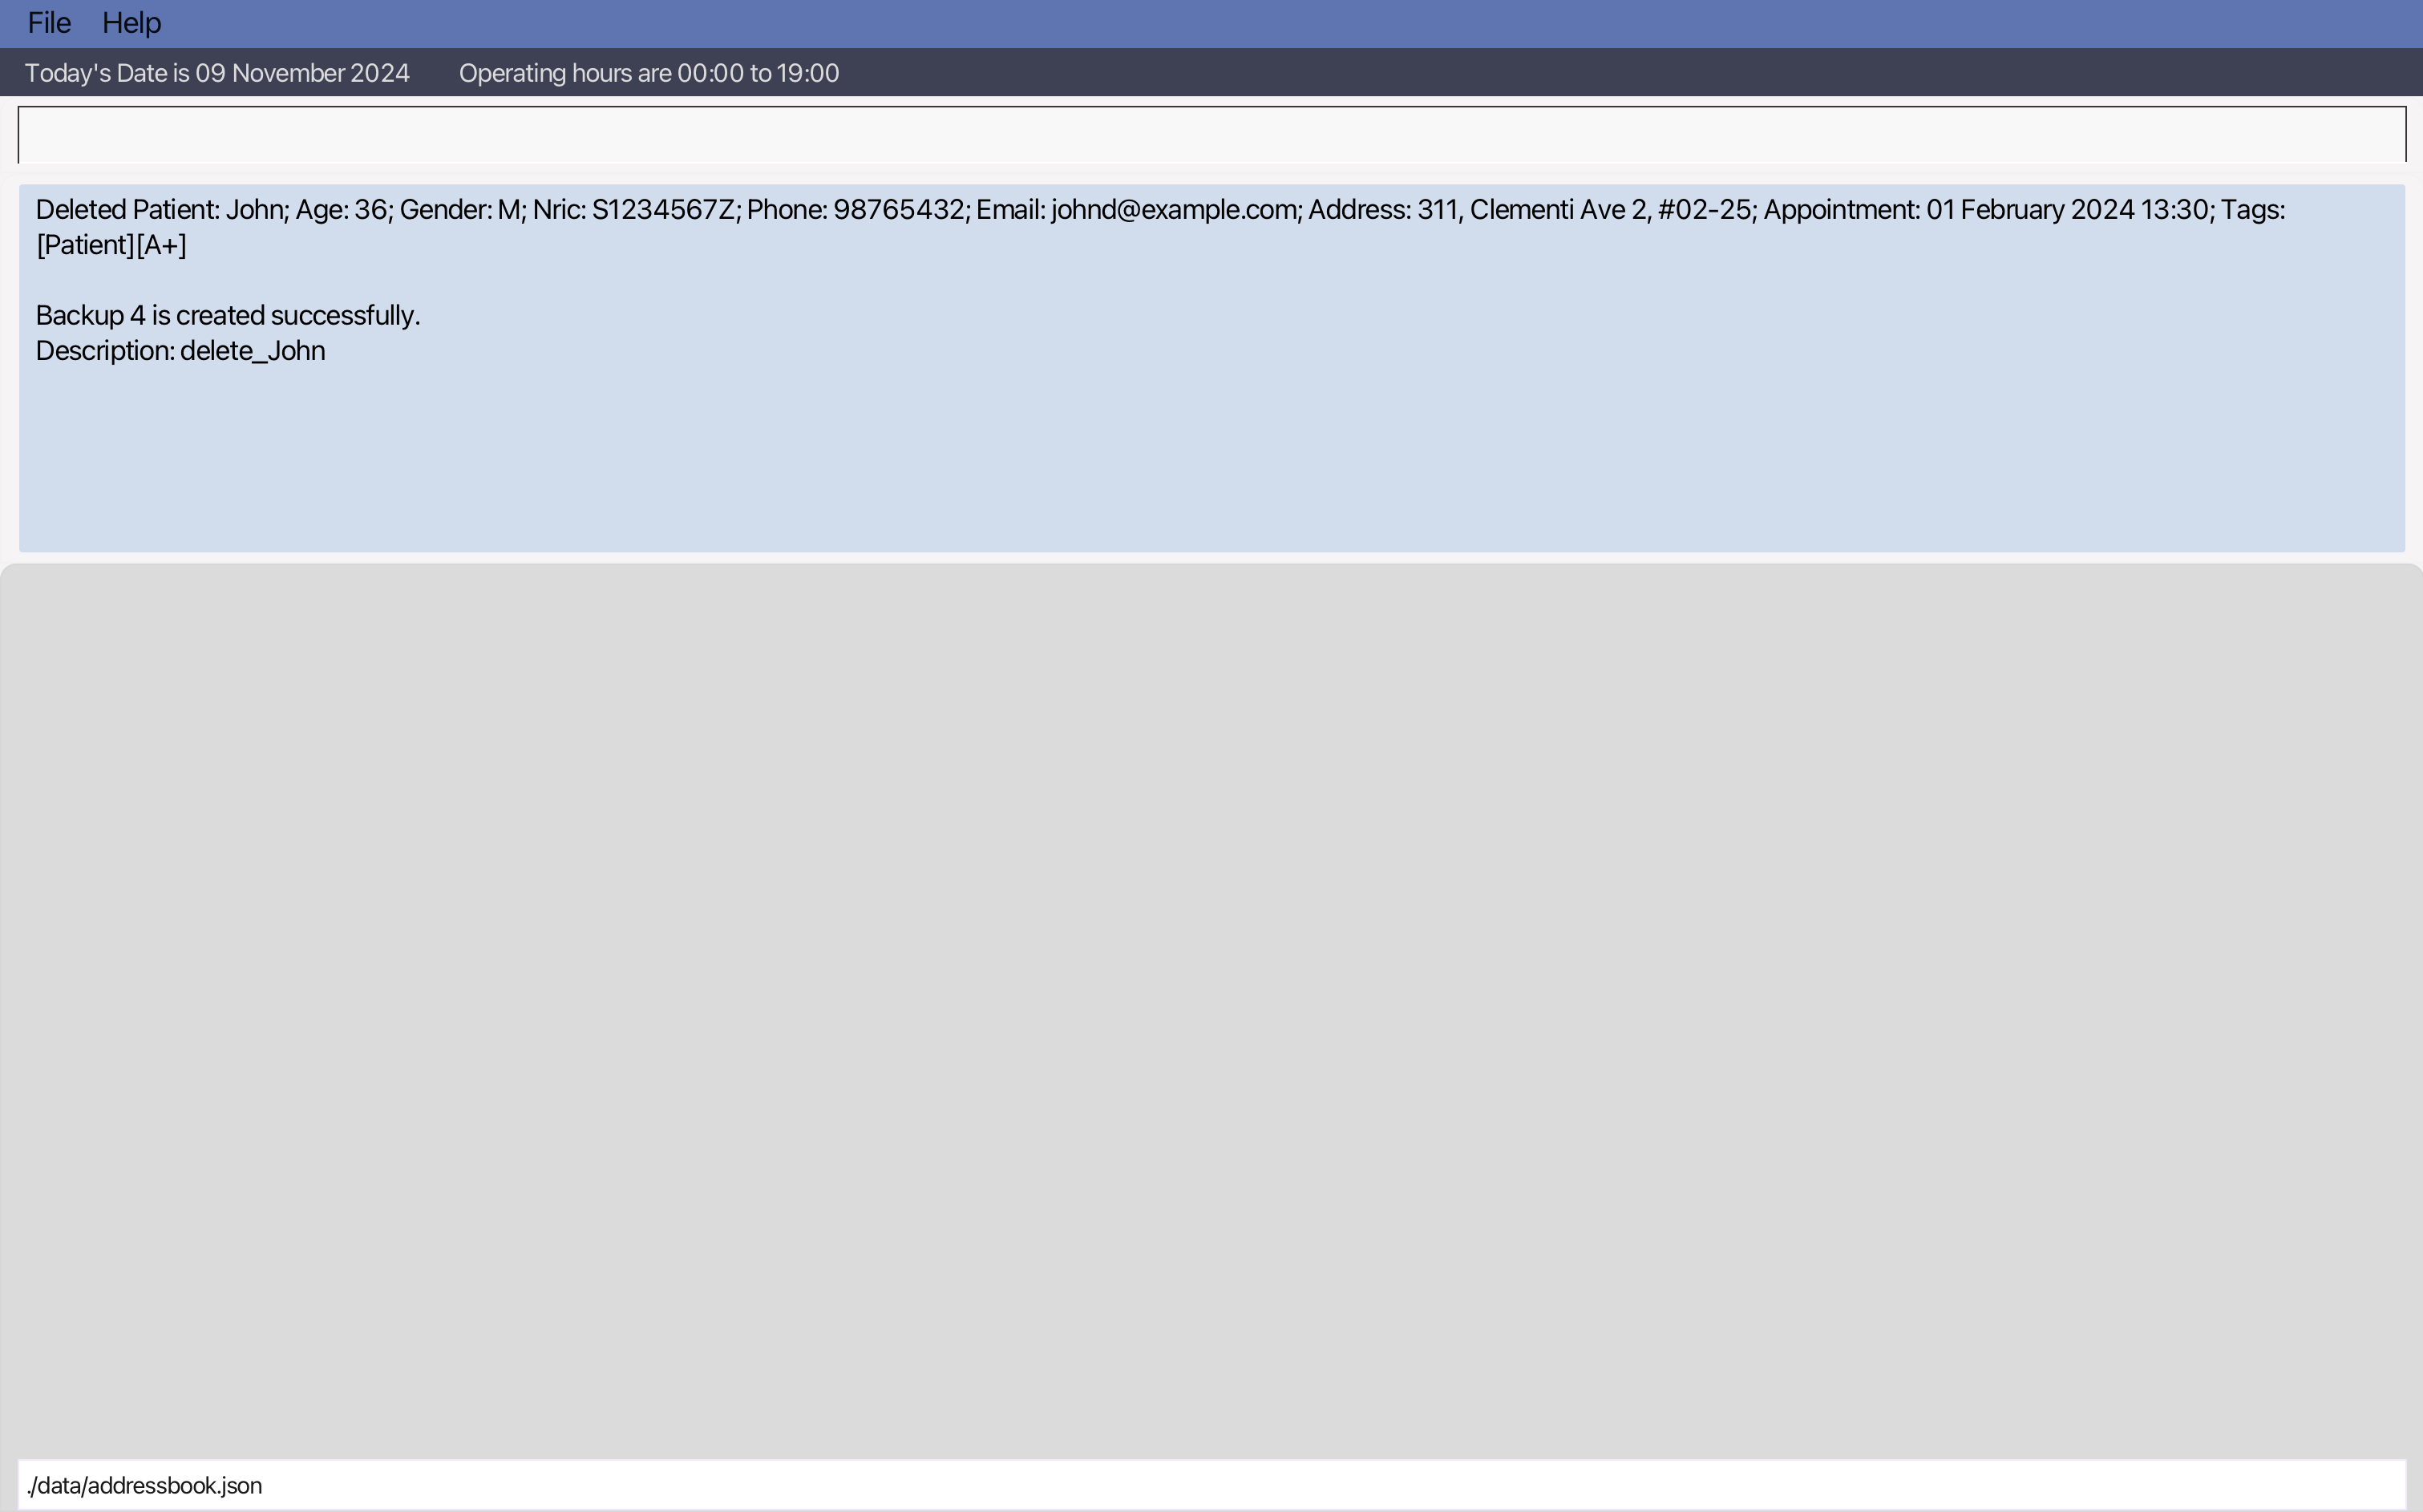 File Help
Today's Date is 09 November 2024 Operating hours are 00:00 to 19:00
Deleted Patient: John; Age: 36; Gender: M; Nric: S1234567Z; Phone: 98765432; Email: johnd@example.com; Address: 311, Clementi Ave 2, #02-25; Appointment: 01 February 2024 13:30; Tags:
[Patient][A+]
Backup 4 is created successfully.
Description: delete_John
./data/addressbook.json